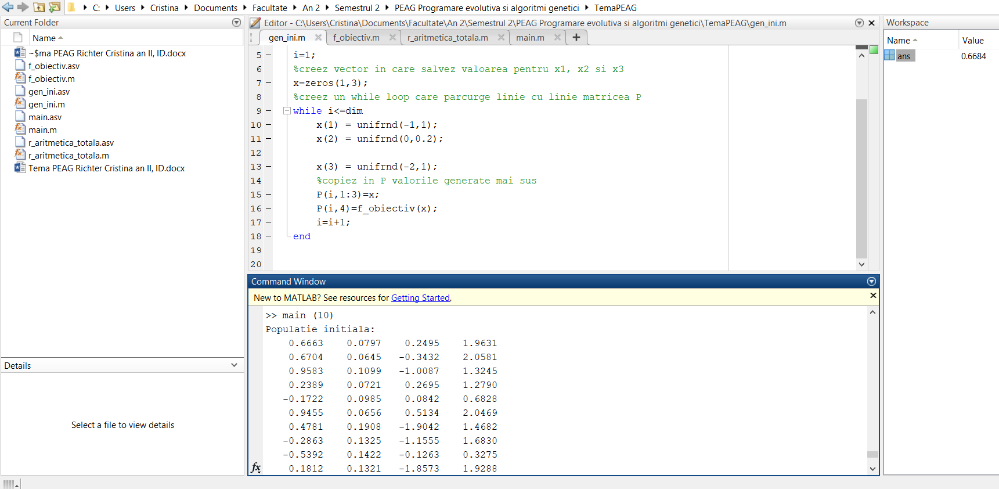 C: Users Cristina Documents Facultate An 2 Semestrul 2 PEAG Programare evolutiva si algoritmi genetici TemaPEAG
Current Folder
Name
~$ma PEAG Richter Cristina an II, ID.docx
f_obiectiv.asv
f_obiectiv.m
gen_ini.asv
gen_ini.m
main.asv
main.m
r_aritmetica_totala.asv
r_aritmetica_totala.m
Tema PEAG Richter Cristina an II, ID.docx
Details
Select a file to view details
Editor - C:\Users\Cristina\Documents\Facultate\An 2\Semestrul 2\PEAG Programare evolutiva si algoritmi genetici\TemaPEAG\gen_ini.m
gen_ini.m f_obiectiv.m r_aritmetica_totala.m main.m
5 i=1;
6 %creez vector in care salvez valoarea pentru x1, x2 si x3
7 x=zeros(1,3);
8 %creez un while loop care parcurge linie cu linie matricea P
9 while i<=dim
10 x(1) = unifrnd(-1,1);
11 x(2) = unifrnd(0,0.2);
12
13 x(3) = unifrnd(-2,1);
14 %copiez in P valorile generate mai sus
15 P(i,1:3)=x;
16 P(i,4)=f_obiectiv(x);
17 i=i+1;
18 end
19
20
Command Window
New to MATLAB? See resources for Getting Started.
>> main (10)
Populatie initiala:
0.6663 0.0797 0.2495 1.9631
0.6704 0.0645 -0.3432 2.0581
0.9583 0.1099 -1.0087 1.3245
0.2389 0.0721 0.2695 1.2790
-0.1722 0.0985 0.0842 0.6828
0.9455 0.0656 0.5134 2.0469
0.4781 0.1908 -1.9042 1.4682
-0.2863 0.1325 -1.1555 1.6830
-0.5392 0.1422 -0.1263 0.3275
0.1812 0.1321 -1.8573 1.9288
fx
Workspace
Name Value
ans 0.6684